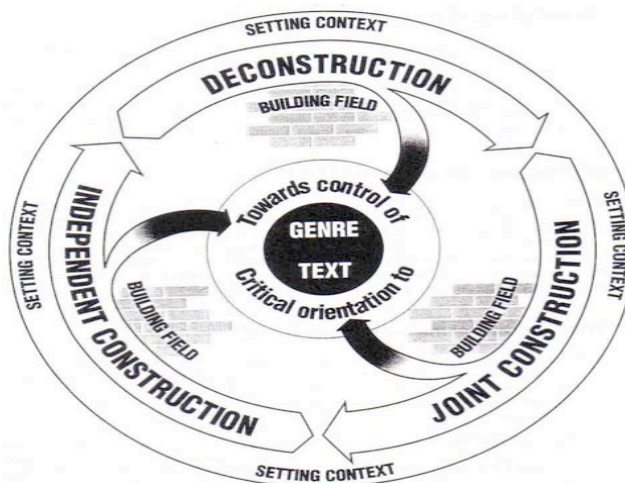 SETTING CONTEXT
DECONSTRUCTION
BUILDING FIELD
SETTING CONTEXT
INDEPENDENT CONSTRUCTION
BUILDING FIELD
Towards control of
GENRE
TEXT
Critical orientation to
SETTING CONTEXT
JOINT CONSTRUCTION
BUILDING FIELD
SETTING CONTEXT